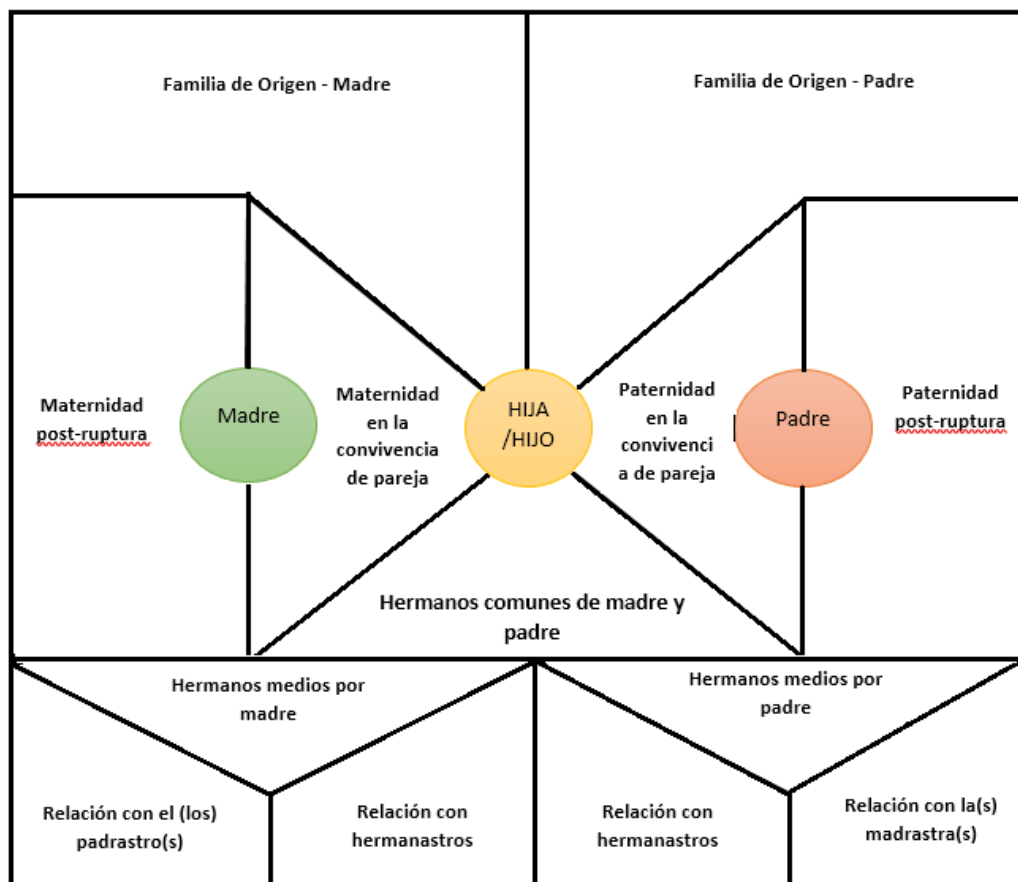 Familia de Origen - Madre
Familia de Origen - Padre
Maternidad
post-ruptura
Madre
Maternidad
en la
convivencia
de pareja
HIJA
/HIJO
Paternidad
en la
convivenci
a de pareja
Padre
Paternidad
post-ruptura
Hermanos comunes de madre y
padre
Hermanos medios por
madre
Hermanos medios por
padre
Relación con el (los)
padrastro(s)
Relación con
hermanastros
Relación con
hermanastros
Relación con la(s)
madrastra(s)